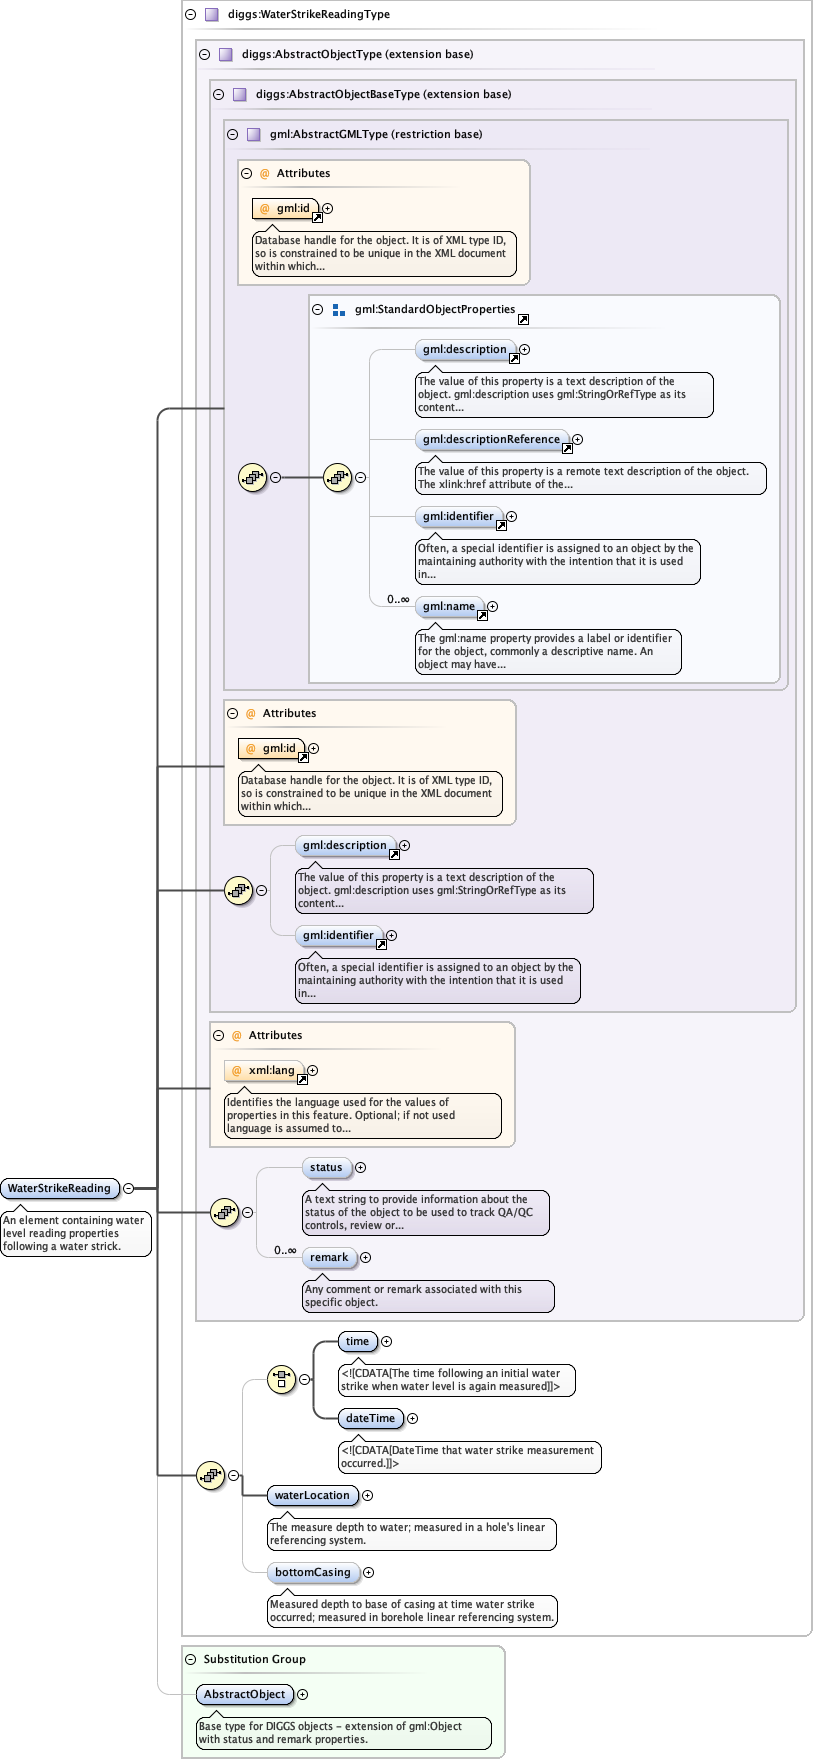 diggs:WaterStrikeReadingType
diggs:AbstractObjectType (extension base)
diggs:AbstractObjectBaseType (extension base)
gml:AbstractGMLType (restriction base)
@ Attributes
@ gml:id
Database handle for the object. It is of XML type ID,
so is constrained to be unique in the XML document
within which...
gml:StandardObjectProperties
gml:description
The value of this property is a text description of the
object. gml:description uses gml:StringOrRefType as its
content...
gml:descriptionReference
The value of this property is a remote text description of the object.
The xlink:href attribute of the...
gml:identifier
Often, a special identifier is assigned to an object by the
maintaining authority with the intention that it is used
in...
0..∞
gml:name
The gml:name property provides a label or identifier
for the object, commonly a descriptive name. An
object may have...
@ Attributes
@ gml:id
Database handle for the object. It is of XML type ID,
so is constrained to be unique in the XML document
within which...
gml:description
The value of this property is a text description of the
object. gml:description uses gml:StringOrRefType as its
content...
gml:identifier
Often, a special identifier is assigned to an object by the
maintaining authority with the intention that it is used
in...
@ Attributes
@ xml:lang
Identifies the language used for the values of
properties in this feature. Optional; if not used
language is assumed to...
WaterStrikeReading
An element containing water
level reading properties
following a water strick.
status
A text string to provide information about the
status of the object to be used to track QA/QC
controls, review or...
0..∞
remark
Any comment or remark associated with this
specific object.
time
<![CDATA[The time following an initial water
strike when water level is again measured]]>
dateTime
<![CDATA[DateTime that water strike measurement
occurred.]]>
waterLocation
The measure depth to water; measured in a hole's linear
referencing system.
bottomCasing
Measured depth to base of casing at time water strike
occurred; measured in borehole linear referencing system.
Substitution Group
AbstractObject
Base type for DIGGS objects – extension of gml:Object
with status and remark properties.